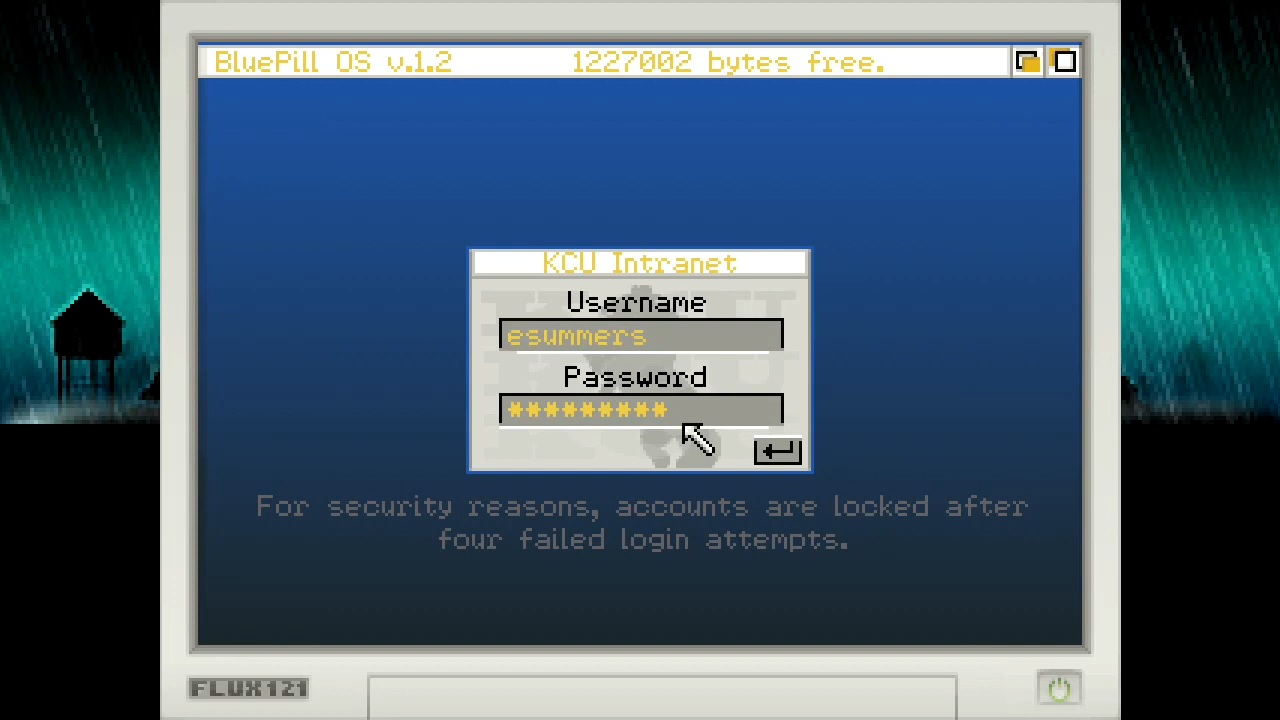 BluePill OS v.1.2 1227002 bytes free.
KCU Intranet
Username
esummers
Password
*********
For security reasons, accounts are locked after
four failed login attempts.
FLUX121